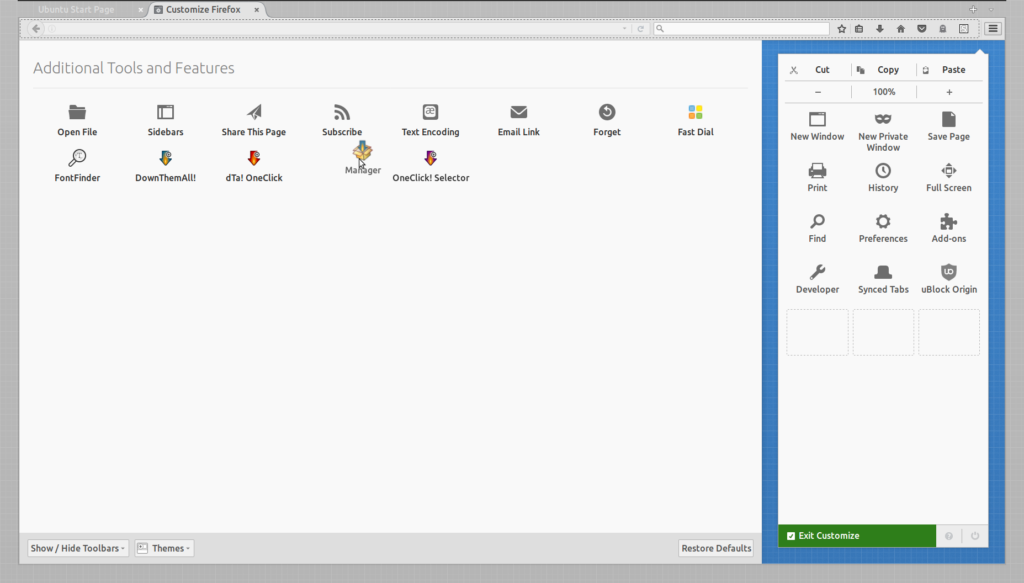 Ubuntu Start Page
Customize Firefox
Additional Tools and Features
Open File
Sidebars
Share This Page
Subscribe
Text Encoding
Email Link
Forget
Fast Dial
FontFinder
DownThemAll!
dTa! OneClick
Manager
OneClick! Selector
Cut
Copy
Paste
− 100% +
New Window
New Private
Window
Save Page
Print
History
Full Screen
Find
Preferences
Add-ons
Developer
Synced Tabs
uBlock Origin
Show / Hide Toolbars
Themes
Restore Defaults
Exit Customize